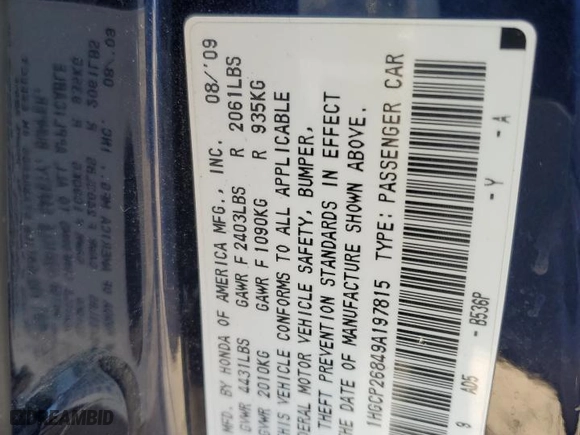 MFD. BY HONDA OF AMERICA MFG., INC. 08/'09
GVWR 4431LBS GAWR F 2403LBS R 2061LBS
GVWR 2010KG GAWR F 1090KG R 935KG
THIS VEHICLE CONFORMS TO ALL APPLICABLE
FEDERAL MOTOR VEHICLE SAFETY, BUMPER,
THEFT PREVENTION STANDARDS IN EFFECT
THE DATE OF MANUFACTURE SHOWN ABOVE.
1HGCP26849A197815 TYPE: PASSENGER CAR
9 AD5 - B536P - Y - A